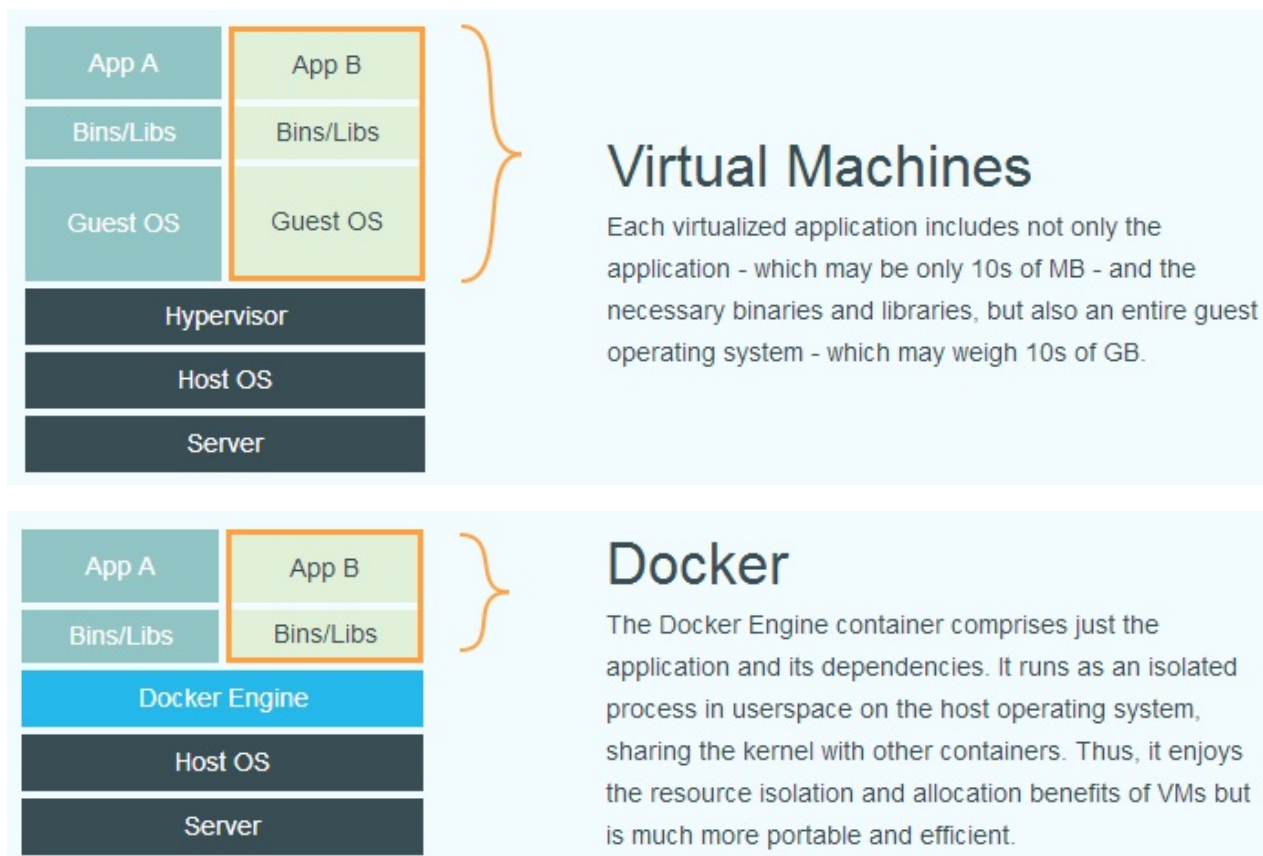 App A App B
Bins/Libs Bins/Libs
Guest OS Guest OS
Hypervisor
Host OS
Server
Virtual Machines
Each virtualized application includes not only the
application - which may be only 10s of MB - and the
necessary binaries and libraries, but also an entire guest
operating system - which may weigh 10s of GB.
App A App B
Bins/Libs Bins/Libs
Docker Engine
Host OS
Server
Docker
The Docker Engine container comprises just the
application and its dependencies. It runs as an isolated
process in userspace on the host operating system,
sharing the kernel with other containers. Thus, it enjoys
the resource isolation and allocation benefits of VMs but
is much more portable and efficient.